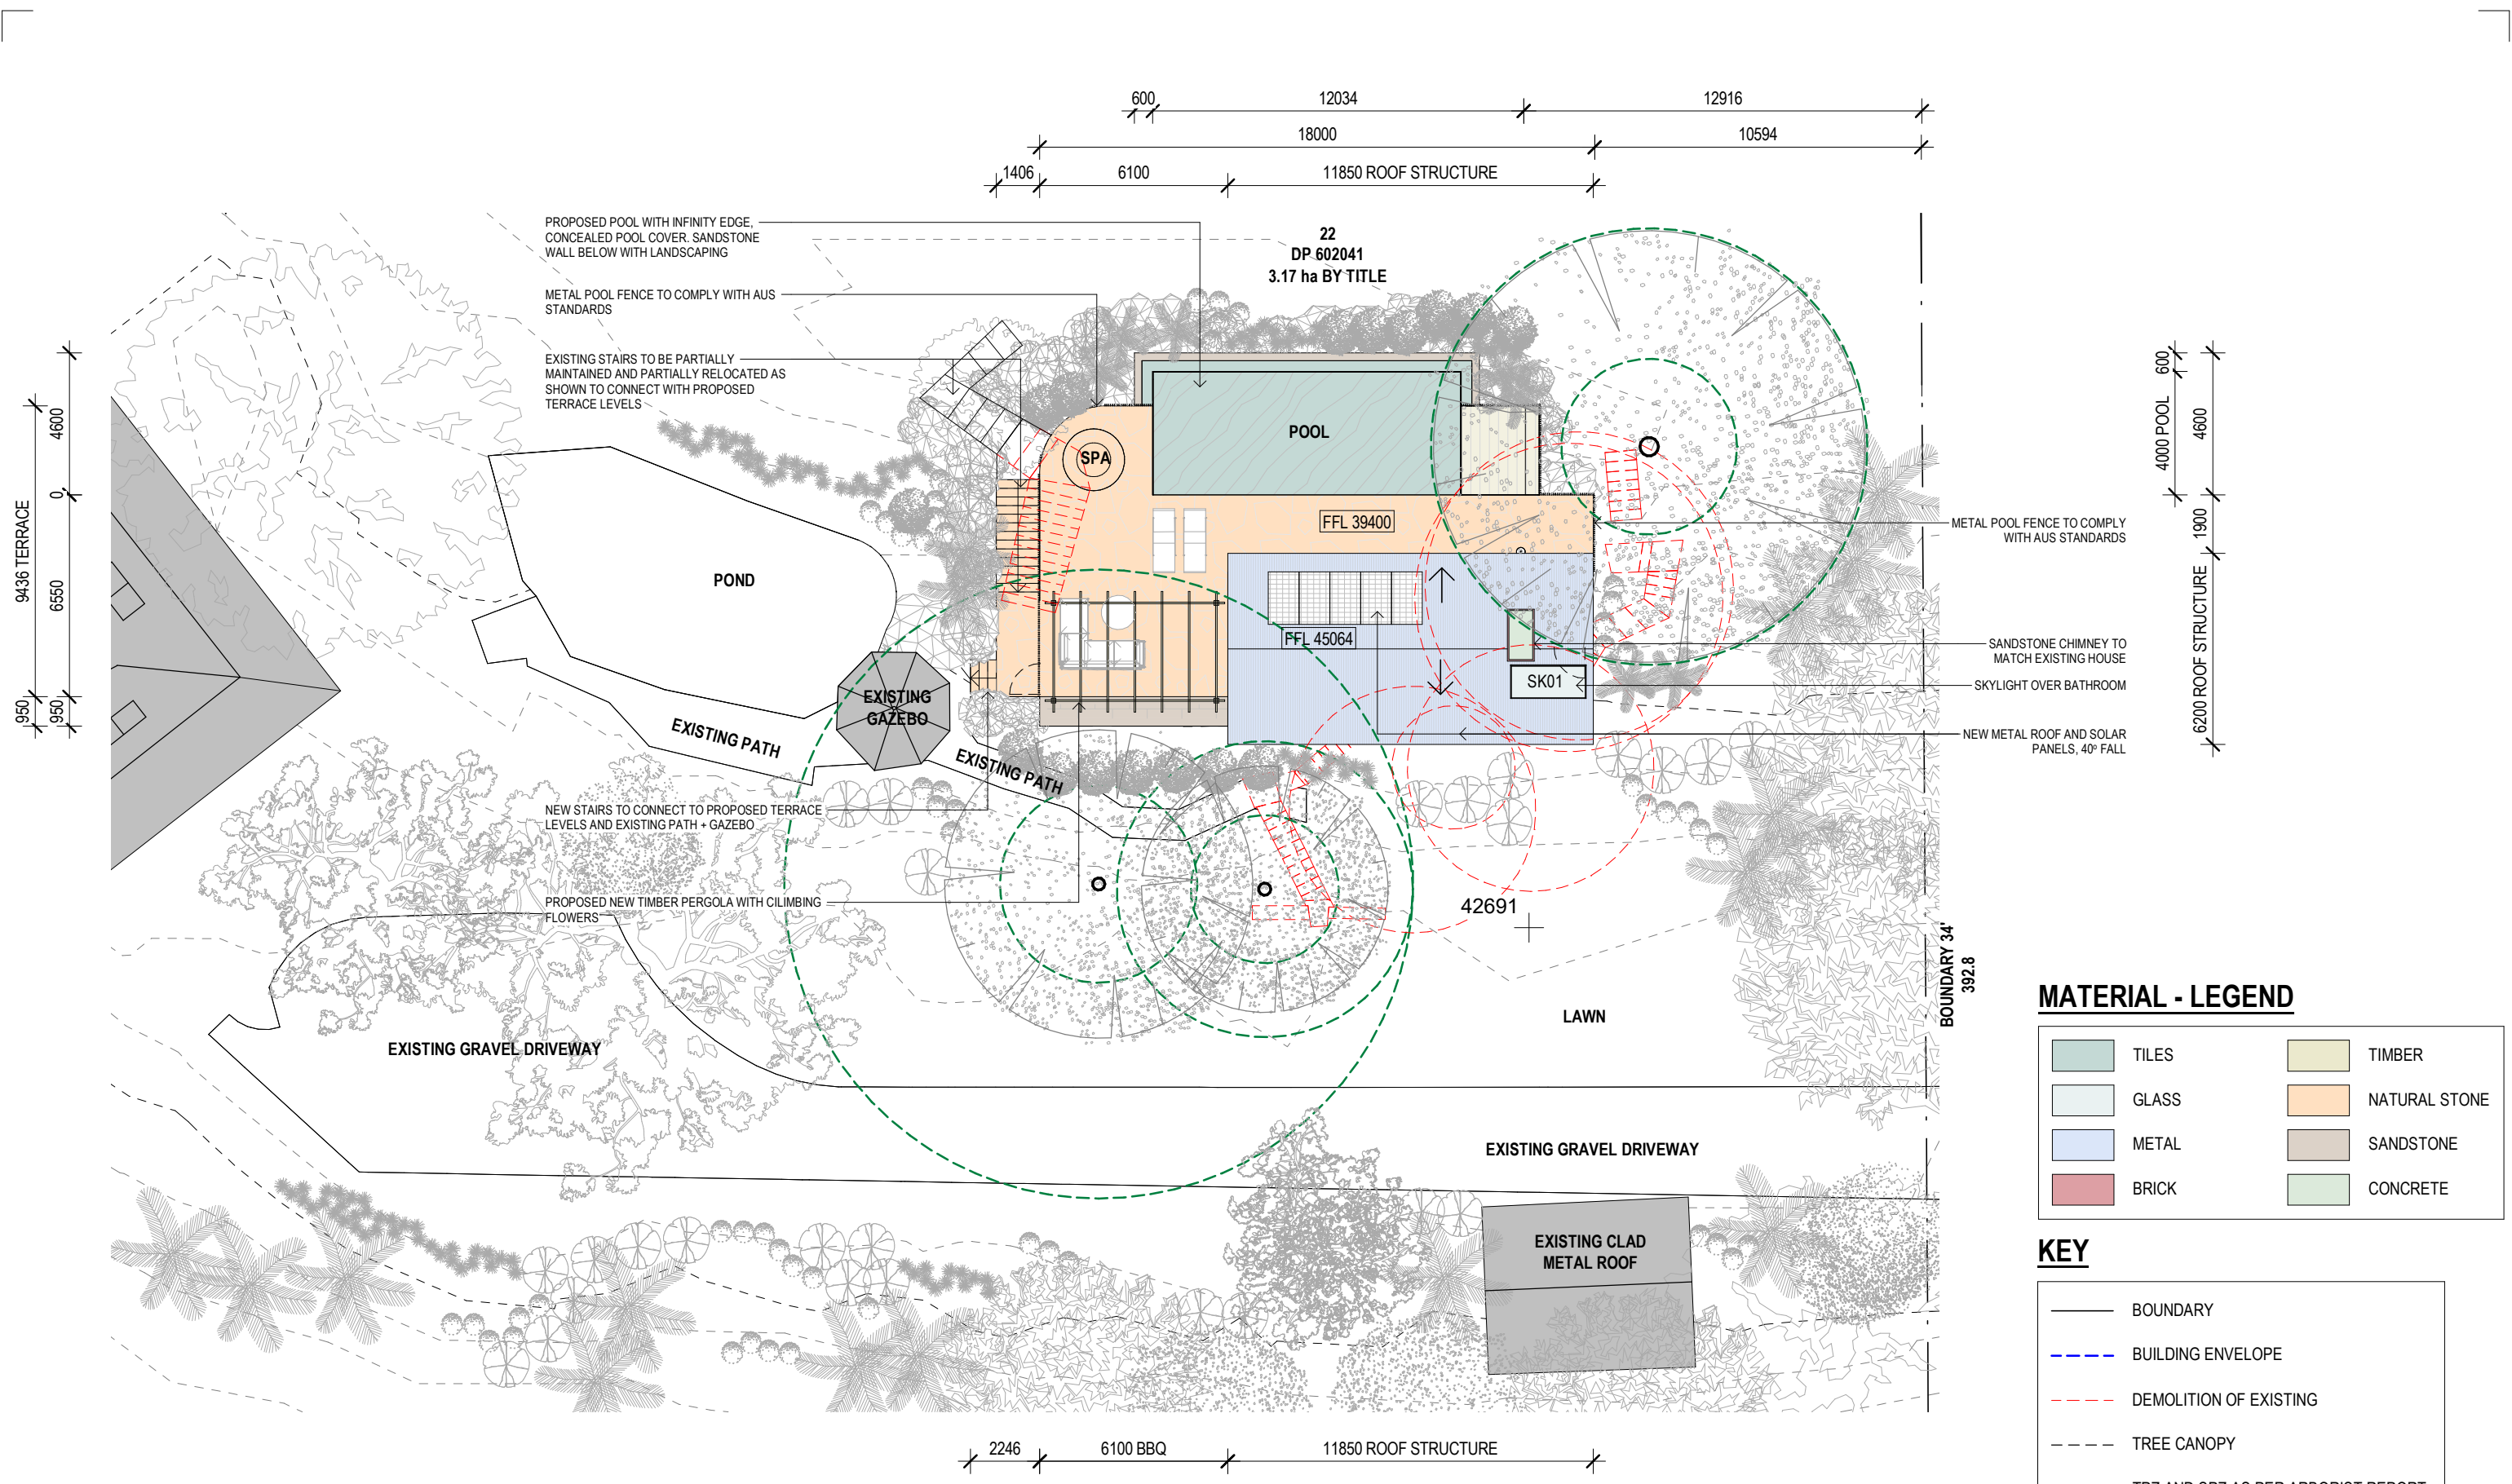 600
12034
12916
18000
10594
1406
6100
11850 ROOF STRUCTURE
PROPOSED POOL WITH INFINITY EDGE,
CONCEALED POOL COVER. SANDSTONE
WALL BELOW WITH LANDSCAPING
METAL POOL FENCE TO COMPLY WITH AUS
STANDARDS
EXISTING STAIRS TO BE PARTIALLY
MAINTAINED AND PARTIALLY RELOCATED AS
SHOWN TO CONNECT WITH PROPOSED
TERRACE LEVELS
22
DP 602041
3.17 ha BY TITLE
9436 TERRACE
950
4600
0
6550
950
POOL
SPA
FFL 39400
POND
FFL 45064
SK01
EXISTING
GAZEBO
EXISTING PATH
EXISTING PATH
NEW STAIRS TO CONNECT TO PROPOSED TERRACE
LEVELS AND EXISTING PATH + GAZEBO
PROPOSED NEW TIMBER PERGOLA WITH CILIMBING
FLOWERS
600
4000 POOL
4600
1900
6200 ROOF STRUCTURE
METAL POOL FENCE TO COMPLY
WITH AUS STANDARDS
SANDSTONE CHIMNEY TO
MATCH EXISTING HOUSE
SKYLIGHT OVER BATHROOM
NEW METAL ROOF AND SOLAR
PANELS, 40º FALL
42691
LAWN
BOUNDARY 34'
392.8
EXISTING GRAVEL DRIVEWAY
EXISTING GRAVEL DRIVEWAY
EXISTING CLAD
METAL ROOF
2246
6100 BBQ
11850 ROOF STRUCTURE
MATERIAL - LEGEND
TILES
TIMBER
GLASS
NATURAL STONE
METAL
SANDSTONE
BRICK
CONCRETE
KEY
BOUNDARY
BUILDING ENVELOPE
DEMOLITION OF EXISTING
TREE CANOPY
TPZ AND SRZ AS PER ARBORIST REPORT